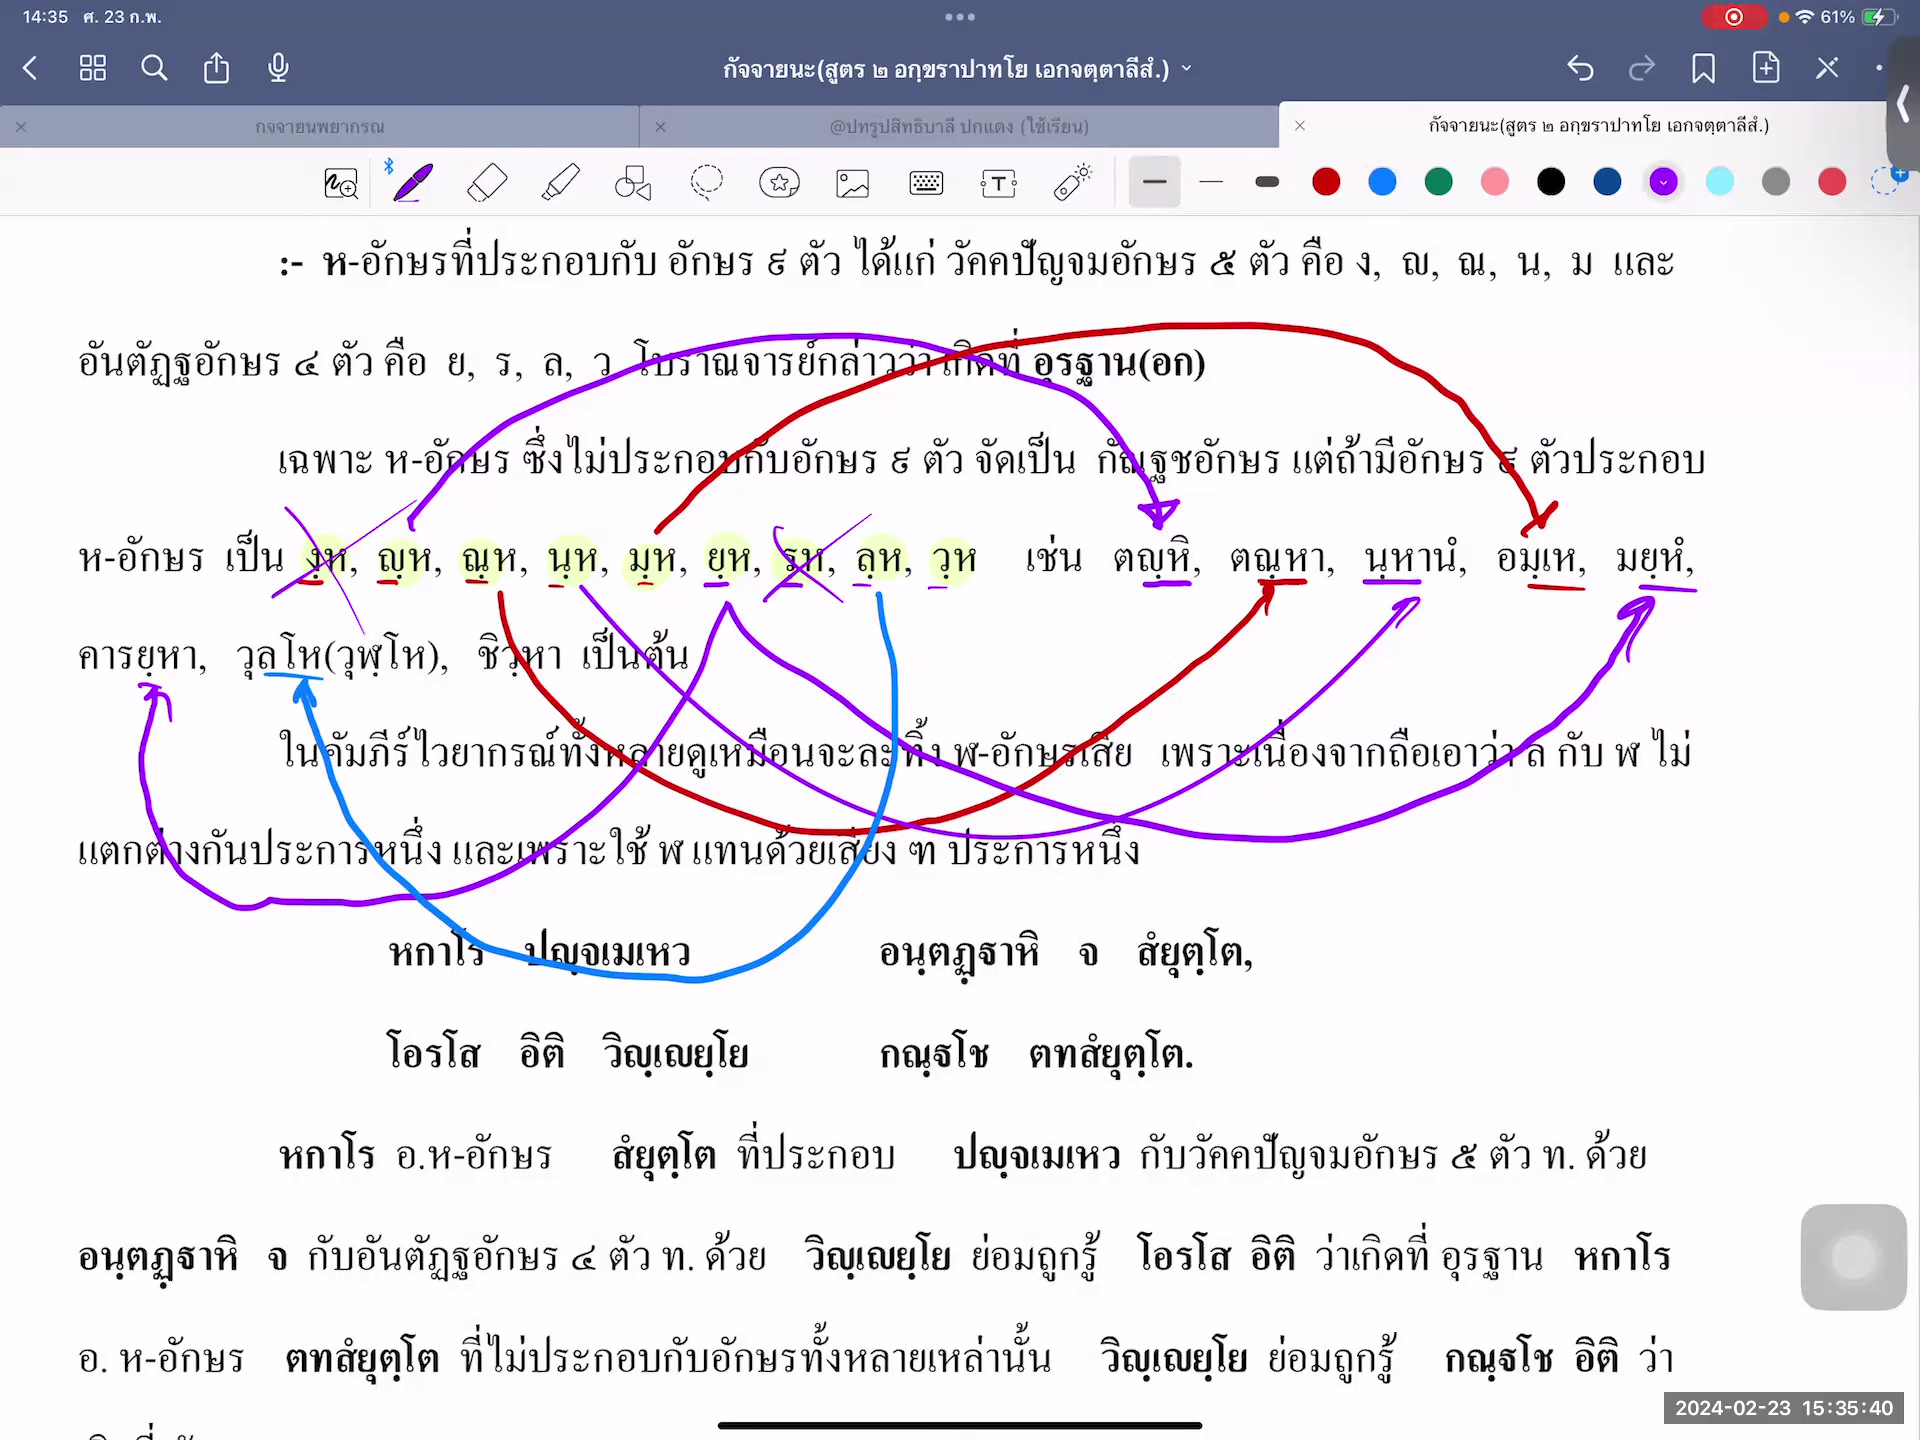 14:35 ศ. 23 ก.พ.
61%
กัจจายนะ(สูตร ๒ อกฺขราปาทโย เอกจตฺตาลีสํ.)
กจจายนพยากรณ
@ปทรูปสิทธิบาลี ปกแดง (ใช้เรียน)
กัจจายนะ(สูตร ๒ อกฺขราปาทโย เอกจตฺตาลีสํ.)
:- ห-อักษรที่ประกอบกับ อักษร ๙ ตัว ได้แก่ วัคคปัญจมอักษร ๕ ตัว คือ ง, ญ, ณ, น, ม และ
อันตัฏฐอักษร ๔ ตัว คือ ย, ร, ล, ว โบราณจารย์กล่าวว่า เกิดที่ อุรฐาน(อก)
เฉพาะ ห-อักษร ซึ่งไม่ประกอบกับอักษร ๙ ตัว จัดเป็น กัณฐชอักษร แต่ถ้ามีอักษร ๙ ตัวประกอบ
ห-อักษร เป็น งฺห, ญฺห, ณฺห, นฺห, มฺห, ยฺห, รฺห, ลฺห, วฺห เช่น ตญฺหิ, ตณฺหา, นฺหานํ, อมฺเห, มยฺหํ,
คารยฺหา, วุลโห(วุฬฺโห), ชิวฺหา เป็นต้น
ในคัมภีร์ไวยากรณ์ทั้งหลายดูเหมือนจะละทิ้ง ฬ-อักษรเสีย เพราะเนื่องจากถือเอาว่า ล กับ ฬ ไม่
แตกต่างกันประการหนึ่ง และเพราะใช้ ฬ แทนด้วยเสียง ฑ ประการหนึ่ง
หกาโร ปญฺจเมเหว อนฺตฏฺฐาหิ จ สํยุตฺโต,
โอรโส อิติ วิญฺเญยฺโย กณฺฐโช ตทสํยุตฺโต.
หกาโร อ.ห-อักษร สํยุตฺโต ที่ประกอบ ปญฺจเมเหว กับวัคคปัญจมอักษร ๕ ตัว ท. ด้วย
อนฺตฏฺฐาหิ จ กับอันตัฏฐอักษร ๔ ตัว ท. ด้วย วิญฺเญยฺโย ย่อมถูกรู้ โอรโส อิติ ว่าเกิดที่ อุรฐาน หกาโร
อ. ห-อักษร ตทสํยุตฺโต ที่ไม่ประกอบกับอักษรทั้งหลายเหล่านั้น วิญฺเญยฺโย ย่อมถูกรู้ กณฺฐโช อิติ ว่า
2024-02-23 15:35:40